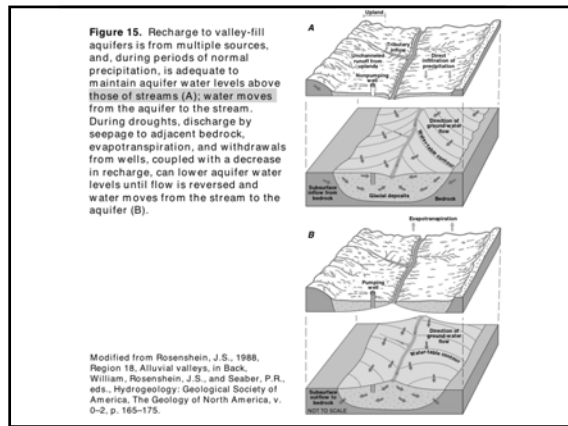 Figure 15. Recharge to valley-fill
aquifers is from multiple sources,
and, during periods of normal
precipitation, is adequate to
maintain aquifer water levels above
those of streams (A); water moves
from the aquifer to the stream.
During droughts, discharge by
seepage to adjacent bedrock,
evapotranspiration, and withdrawals
from wells, coupled with a decrease
in recharge, can lower aquifer water
levels until flow is reversed and
water moves from the stream to the
aquifer (B).
Modified from Rosenshein, J.S., 1988,
Region 18, Alluvial valleys, in Back,
William, Rosenshein, J.S., and Seaber, P.R.,
eds., Hydrogeology: Geological Society of
America, The Geology of North America, v.
0–2, p. 165–175.
A
Upland
Tributary
inflow
Unchanneled
runoff from
uplands
Direct
infiltration of
precipitation
Nonpumping
well
Direction of
ground-water
flow
Water-table contour
Subsurface
inflow from
bedrock
Glacial deposits
Bedrock
Evapotranspiration
B
Pumping
well
Direction of
ground-water
flow
Water-table contour
Subsurface
outflow to
bedrock
NOT TO SCALE